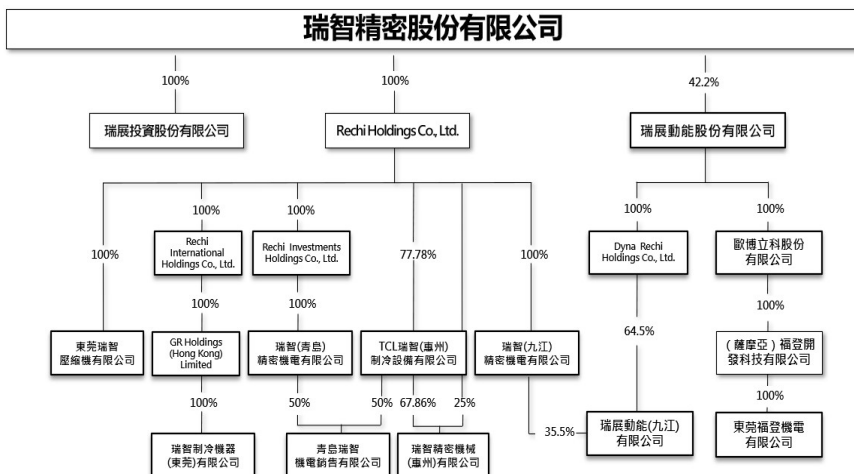 瑞智精密股份有限公司
100%
100%
42.2%
瑞展投資股份有限公司
Rechi Holdings Co., Ltd.
瑞展動能股份有限公司
100%
100%
100%
100%
100%
Rechi
International
Holdings Co., Ltd.
Rechi Investments
Holdings Co., Ltd.
77.78%
100%
Dyna Rechi
Holdings Co., Ltd.
歐博立科股份
有限公司
100%
100%
100%
東莞瑞智
壓縮機有限公司
GR Holdings
(Hong Kong)
Limited
瑞智(青島)
精密機電有限公司
TCL瑞智(惠州)
制冷設備有限公司
瑞智(九江)
精密機電有限公司
64.5%
(薩摩亞)福登開
發科技有限公司
100%
50%
50%
67.86%
25%
100%
瑞智制冷機器
(東莞)有限公司
青島瑞智
機電銷售有限公司
瑞智精密機械
(惠州)有限公司
35.5%
瑞展動能(九江)
有限公司
東莞福登機電
有限公司